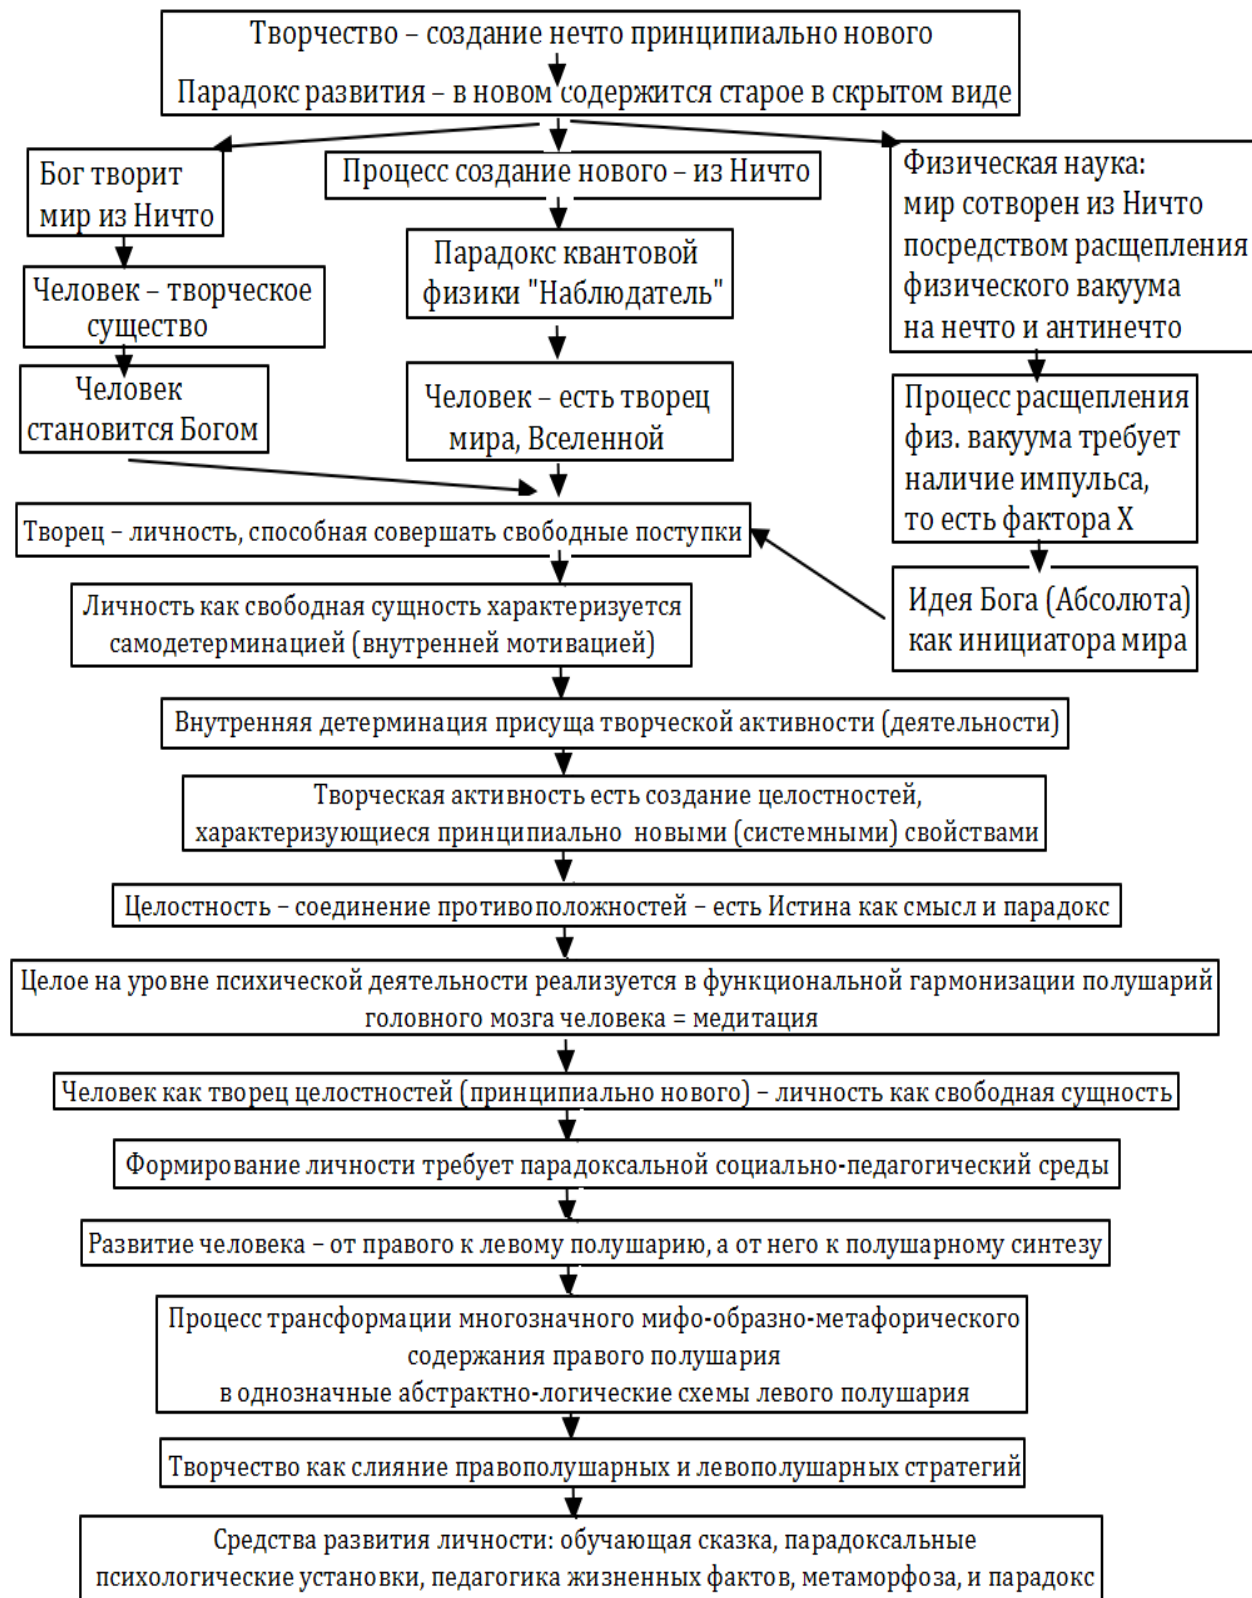 Творчество – создание нечто принципиально нового
Парадокс развития – в новом содержится старое в скрытом виде
Бог творит
мир из Ничто
Человек – творческое
существо
Человек
становится Богом
Процесс создание нового – из Ничто
Парадокс квантовой
физики "Наблюдатель"
Человек – есть творец
мира, Вселенной
Физическая наука:
мир сотворен из Ничто
посредством расщепления
физического вакуума
на нечто и антинечто
Процесс расщепления
физ. вакуума требует
наличие импульса,
то есть фактора X
Идея Бога (Абсолюта)
как инициатора мира
Творец – личность, способная совершать свободные поступки
Личность как свободная сущность характеризуется
самодетерминацией (внутренней мотивацией)
Внутренняя детерминация присуща творческой активности (деятельности)
Творческая активность есть создание целостностей,
характеризующиеся принципиально новыми (системными) свойствами
Целостность – соединение противоположностей – есть Истина как смысл и парадокс
Целое на уровне психической деятельности реализуется в функциональной гармонизации полушарий
головного мозга человека = медитация
Человек как творец целостностей (принципиально нового) – личность как свободная сущность
Формирование личности требует парадоксальной социально-педагогический среды
Развитие человека – от правого к левому полушарию, а от него к полушарному синтезу
Процесс трансформации многозначного мифо-образно-метафорического
содержания правого полушария
в однозначные абстрактно-логические схемы левого полушария
Творчество как слияние правополушарных и левополушарных стратегий
Средства развития личности: обучающая сказка, парадоксальные
психологические установки, педагогика жизненных фактов, метаморфоза, и парадокс